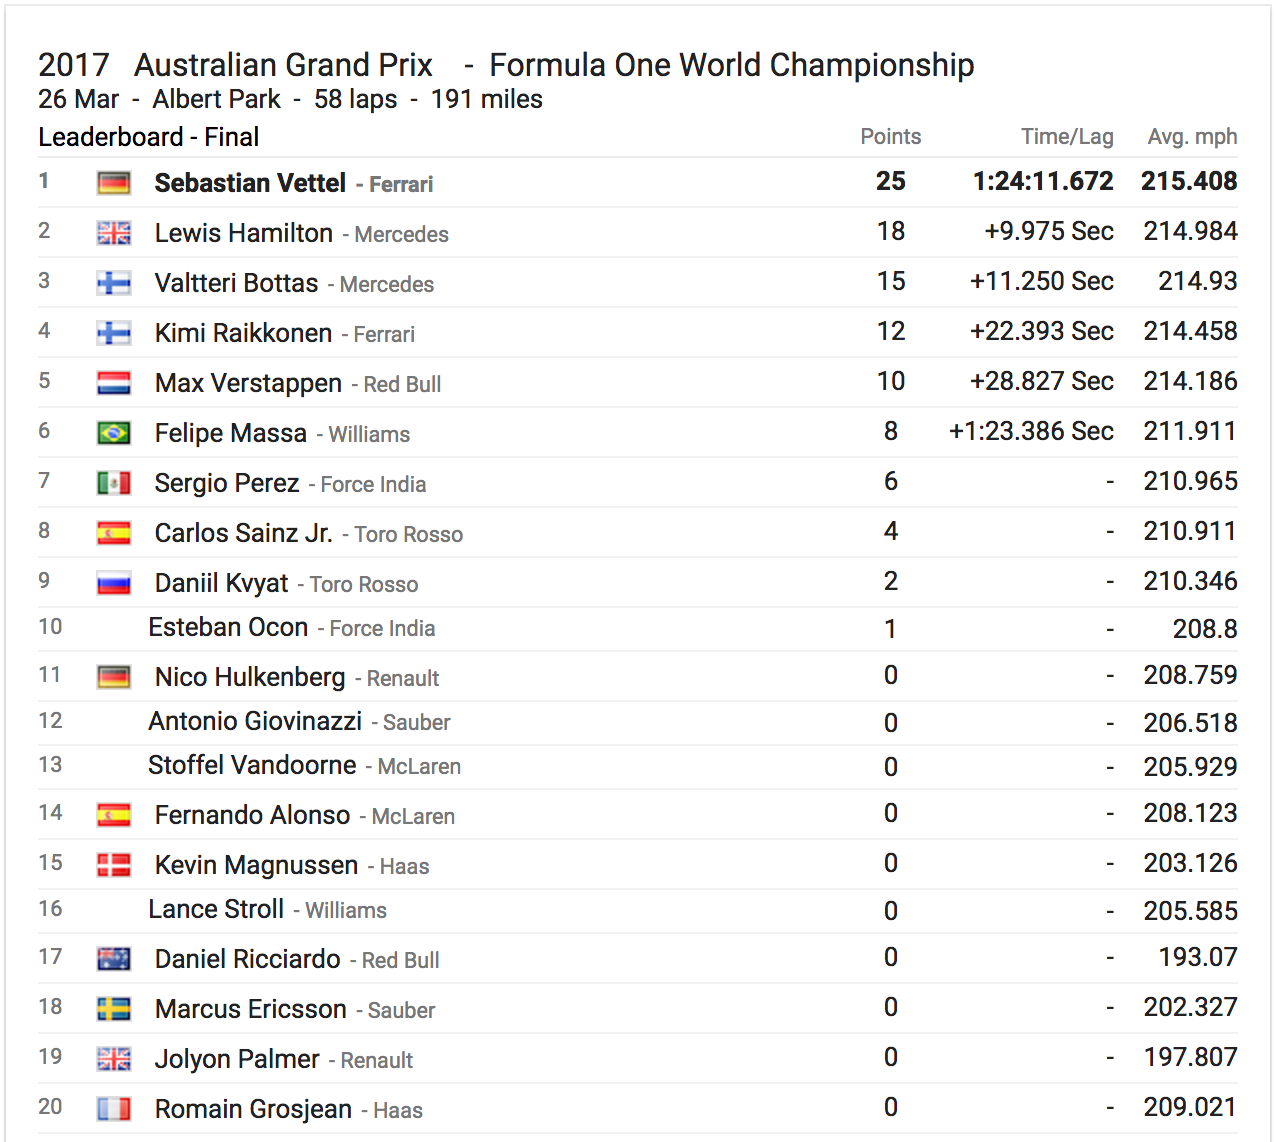 2017 Australian Grand Prix - Formula One World Championship
26 Mar - Albert Park - 58 laps - 191 miles
Leaderboard - Final Points Time/Lag Avg. mph
1 Sebastian Vettel - Ferrari 25 1:24:11.672 215.408
2 Lewis Hamilton - Mercedes 18 +9.975 Sec 214.984
3 Valtteri Bottas - Mercedes 15 +11.250 Sec 214.93
4 Kimi Raikkonen - Ferrari 12 +22.393 Sec 214.458
5 Max Verstappen - Red Bull 10 +28.827 Sec 214.186
6 Felipe Massa - Williams 8 +1:23.386 Sec 211.911
7 Sergio Perez - Force India 6 - 210.965
8 Carlos Sainz Jr. - Toro Rosso 4 - 210.911
9 Daniil Kvyat - Toro Rosso 2 - 210.346
10 Esteban Ocon - Force India 1 - 208.8
11 Nico Hulkenberg - Renault 0 - 208.759
12 Antonio Giovinazzi - Sauber 0 - 206.518
13 Stoffel Vandoorne - McLaren 0 - 205.929
14 Fernando Alonso - McLaren 0 - 208.123
15 Kevin Magnussen - Haas 0 - 203.126
16 Lance Stroll - Williams 0 - 205.585
17 Daniel Ricciardo - Red Bull 0 - 193.07
18 Marcus Ericsson - Sauber 0 - 202.327
19 Jolyon Palmer - Renault 0 - 197.807
20 Romain Grosjean - Haas 0 - 209.021